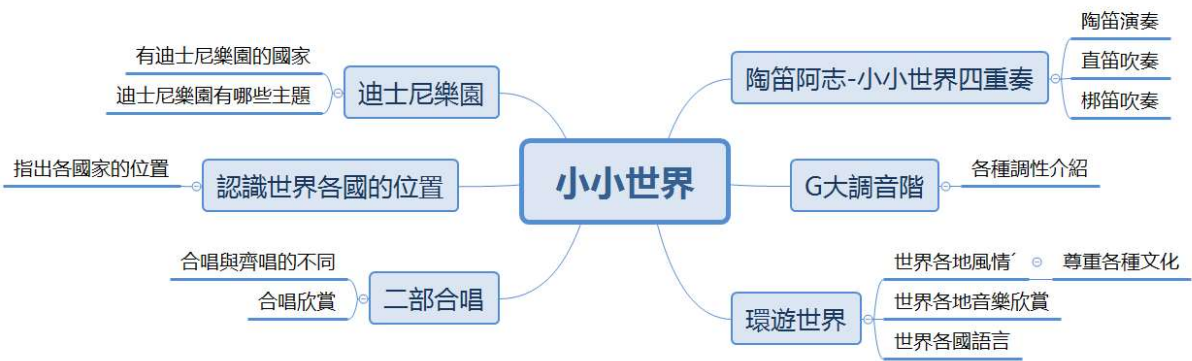 小小世界
陶笛阿志-小小世界四重奏
陶笛演奏
直笛吹奏
梆笛吹奏
G大調音階
各種調性介紹
環遊世界
世界各地風情ˊ
尊重各種文化
世界各地音樂欣賞
世界各國語言
迪士尼樂園
有迪士尼樂園的國家
迪士尼樂園有哪些主題
認識世界各國的位置
指出各國家的位置
二部合唱
合唱與齊唱的不同
合唱欣賞